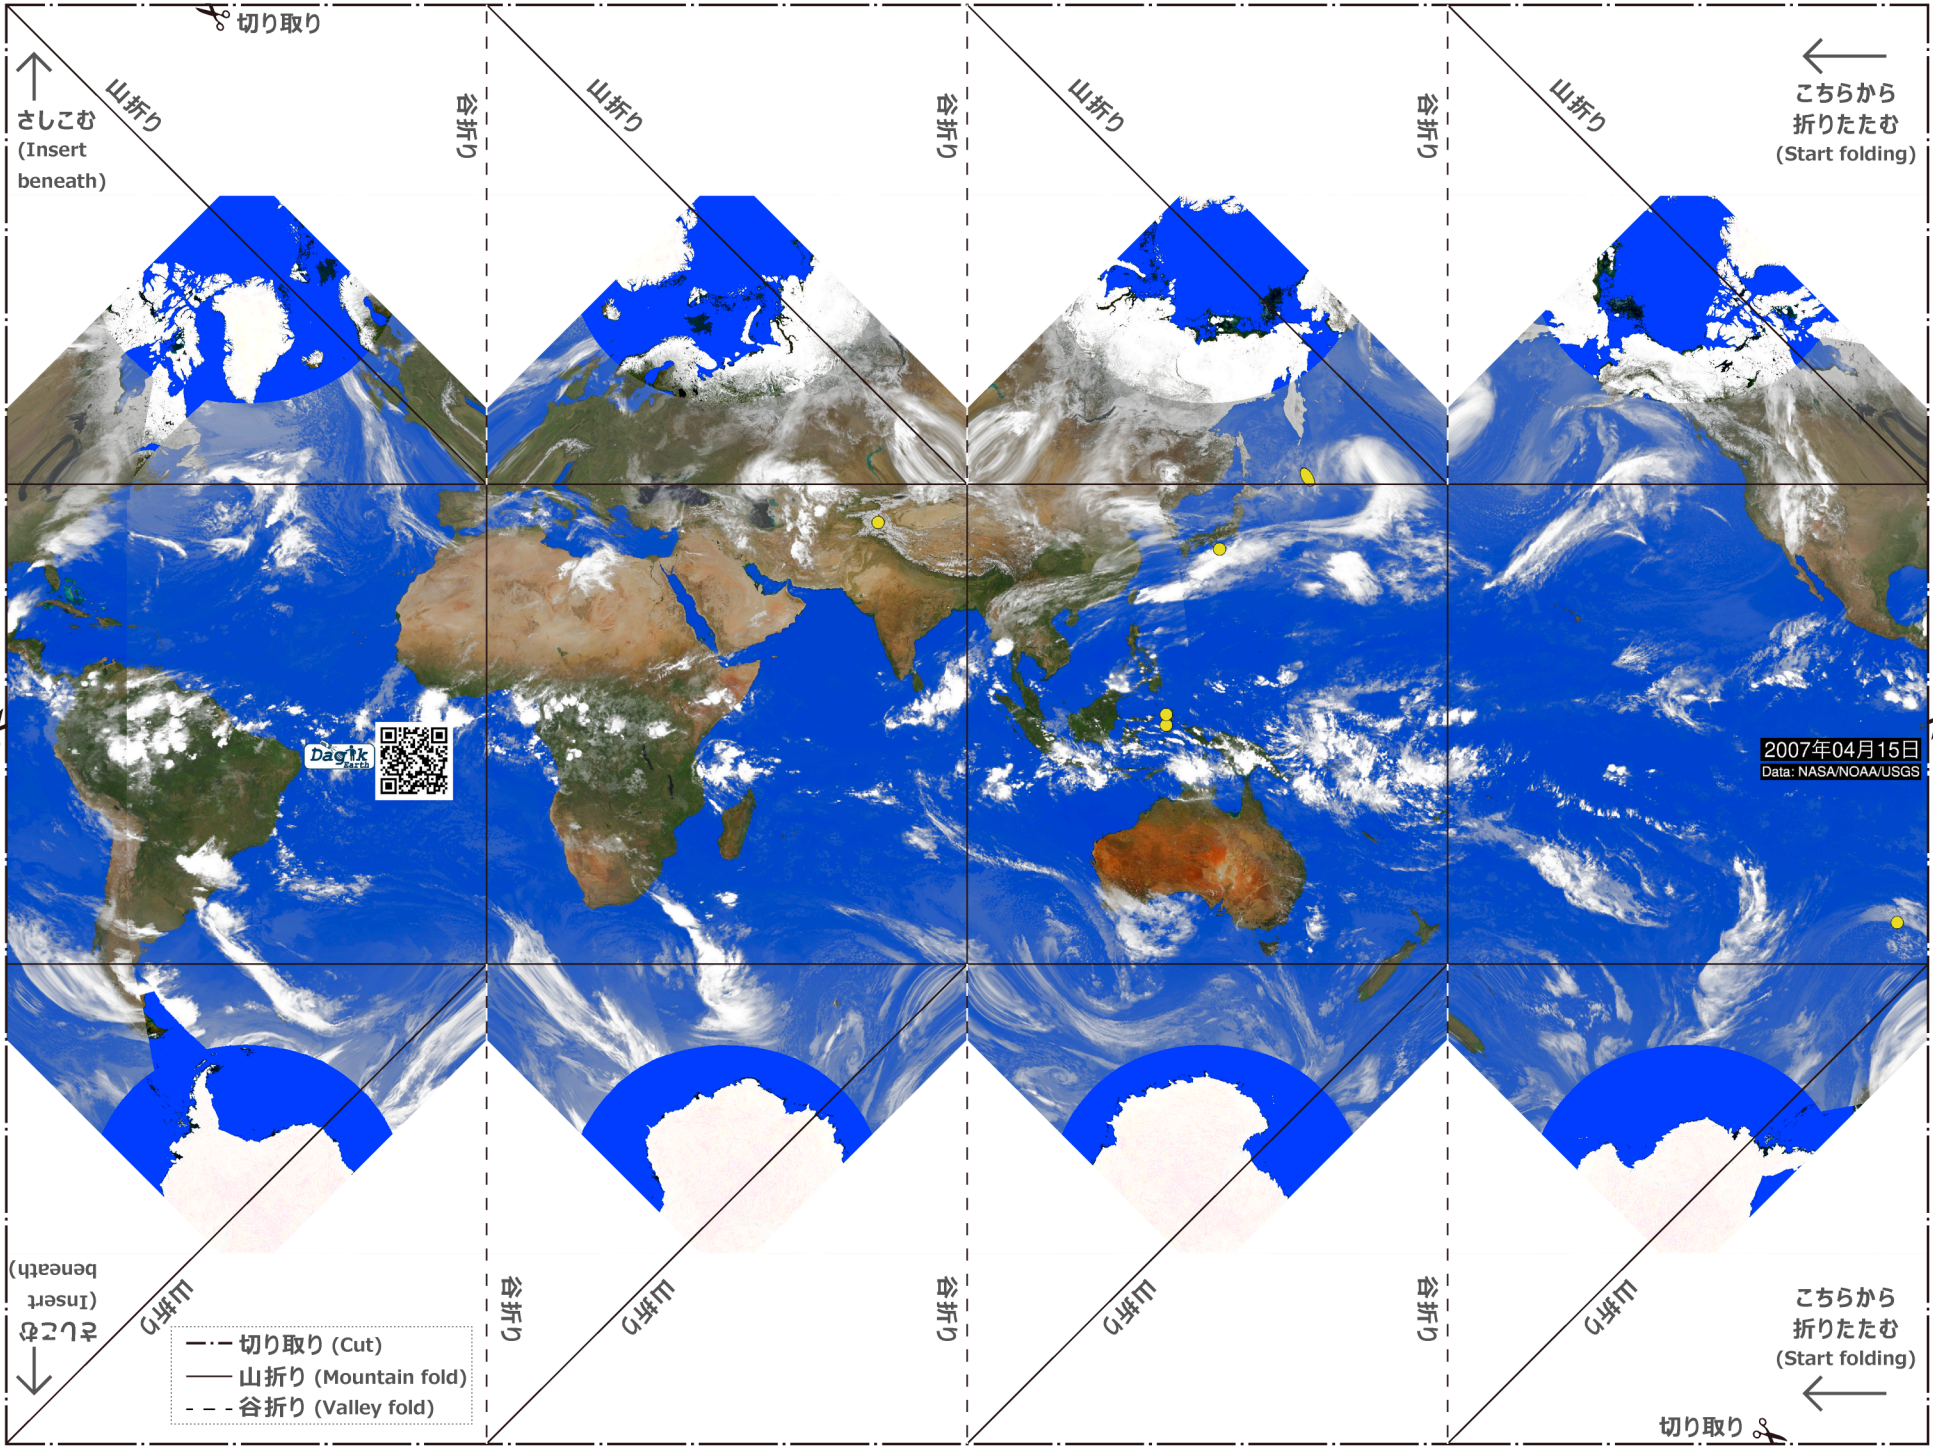 切り取り
山折り
谷折り
山折り
谷折り
山折り
谷折り
山折り
さしこむ
(Insert
beneath)
こちらから
折りたたむ
(Start folding)
Dagik
Earth
2007年04月15日
Data: NASA/NOAA/USGS
さしこむ
(Insert
beneath)
山折り
谷折り
山折り
谷折り
山折り
谷折り
山折り
切り取り (Cut)
山折り (Mountain fold)
谷折り (Valley fold)
こちらから
折りたたむ
(Start folding)
切り取り